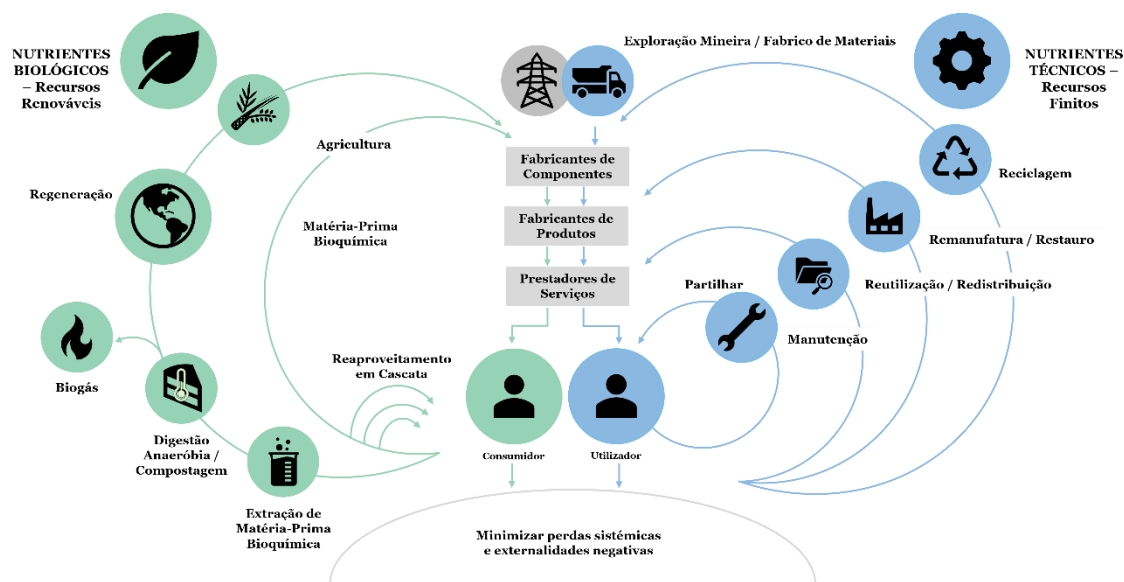 NUTRIENTES
BIOLÓGICOS
– Recursos
Renováveis
Exploração Mineira / Fabrico de Materiais
NUTRIENTES
TÉCNICOS –
Recursos
Finitos
Agricultura
Fabricantes de
Componentes
Reciclagem
Regeneração
Matéria-Prima
Bioquímica
Fabricantes de
Produtos
Remanufatura / Restauro
Prestadores de
Serviços
Partilhar
Reutilização / Redistribuição
Manutenção
Reaproveitamento
em Cascata
Biogás
Digestão
Anaeróbia /
Compostagem
Consumidor
Utilizador
Extração de
Matéria-Prima
Bioquímica
Minimizar perdas sistémicas
e externalidades negativas